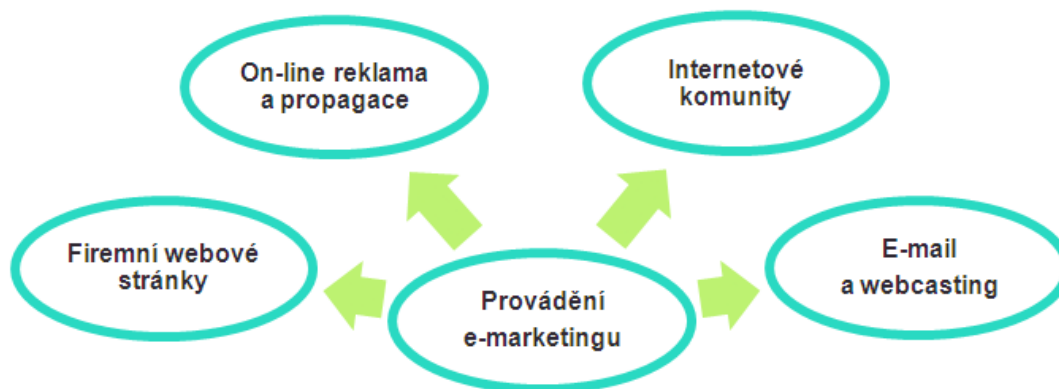 On-line reklama
a propagace
Internetové
komunity
Firemní webové
stránky
E-mail
a webcasting
Provádění
e-marketingu